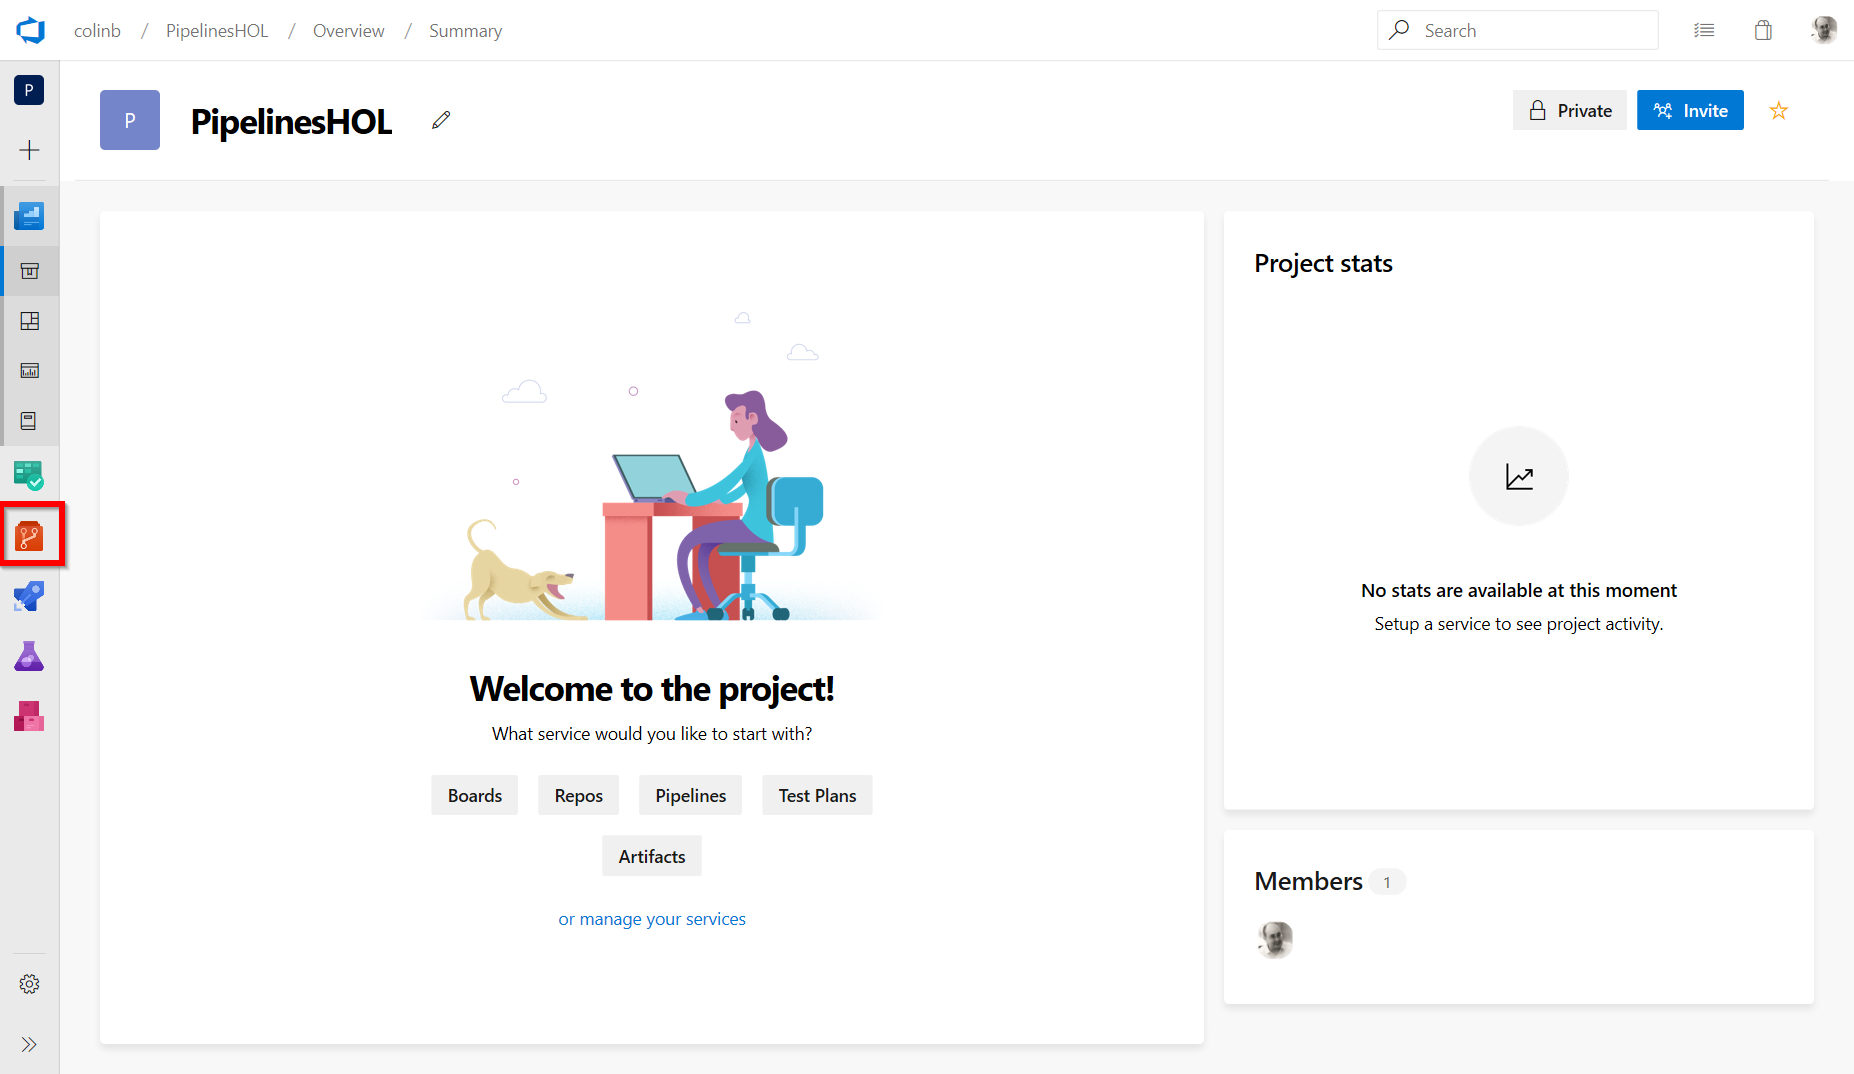 colinb / PipelinesHOL / Overview / Summary
Search
P
P
PipelinesHOL
Private
Invite
Welcome to the project!
What service would you like to start with?
Boards
Repos
Pipelines
Test Plans
Artifacts
or manage your services
Project stats
No stats are available at this moment
Setup a service to see project activity.
Members 1